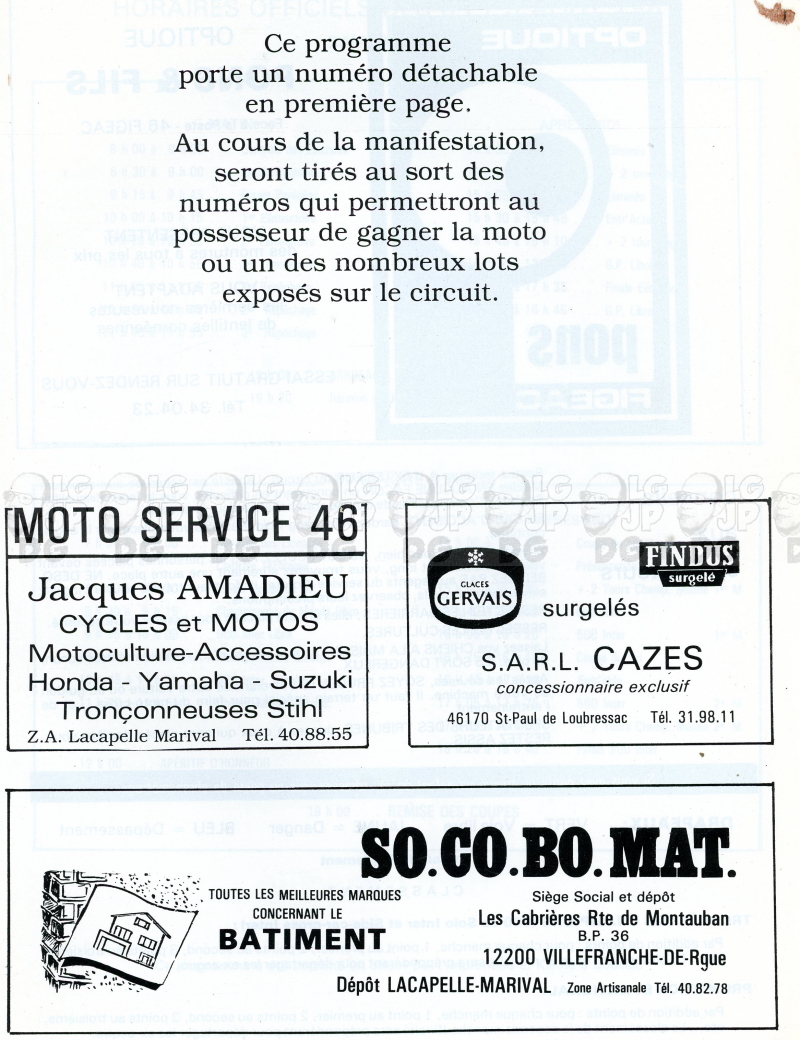 Ce programme
porte un numéro détachable
en première page.
Au cours de la manifestation,
seront tirés au sort des
numéros qui permettront au
possesseur de gagner la moto
ou un des nombreux lots
exposés sur le circuit.
MOTO SERVICE 46
Jacques AMADIEU
CYCLES et MOTOS
Motoculture-Accessoires
Honda - Yamaha - Suzuki
Tronçonneuses Stihl
Z.A. Lacapelle Marival Tél. 40.88.55
GLACES
GERVAIS
surgelés
FINDUS
surgelé
S.A.R.L. CAZES
concessionnaire exclusif
46170 St-Paul de Loubressac Tél. 31.98.11
SO.CO.BO.MAT.
TOUTES LES MEILLEURES MARQUES
CONCERNANT LE
BATIMENT
Siège Social et dépôt
Les Cabrières Rte de Montauban
B.P. 36
12200 VILLEFRANCHE-DE-Rgue
Dépôt LACAPELLE-MARIVAL Zone Artisanale Tél. 40.82.78